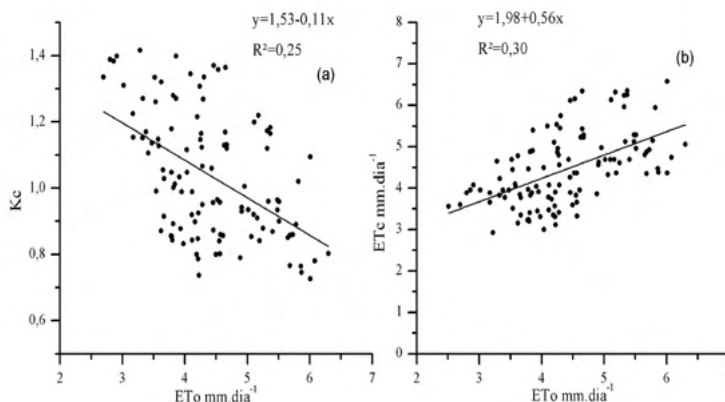 y=1,53-0,11x
R²=0,25
(a)
1,4
1,2
1,0
0,8
0,6
Kc
2 3 4 5 6 7
ETo mm.dia⁻¹
y=1,98+0,56x
R²=0,30
(b)
8
7
6
5
4
3
2
1
0
ETc mm.dia⁻¹
2 3 4 5 6 7
ETo mm.dia⁻¹